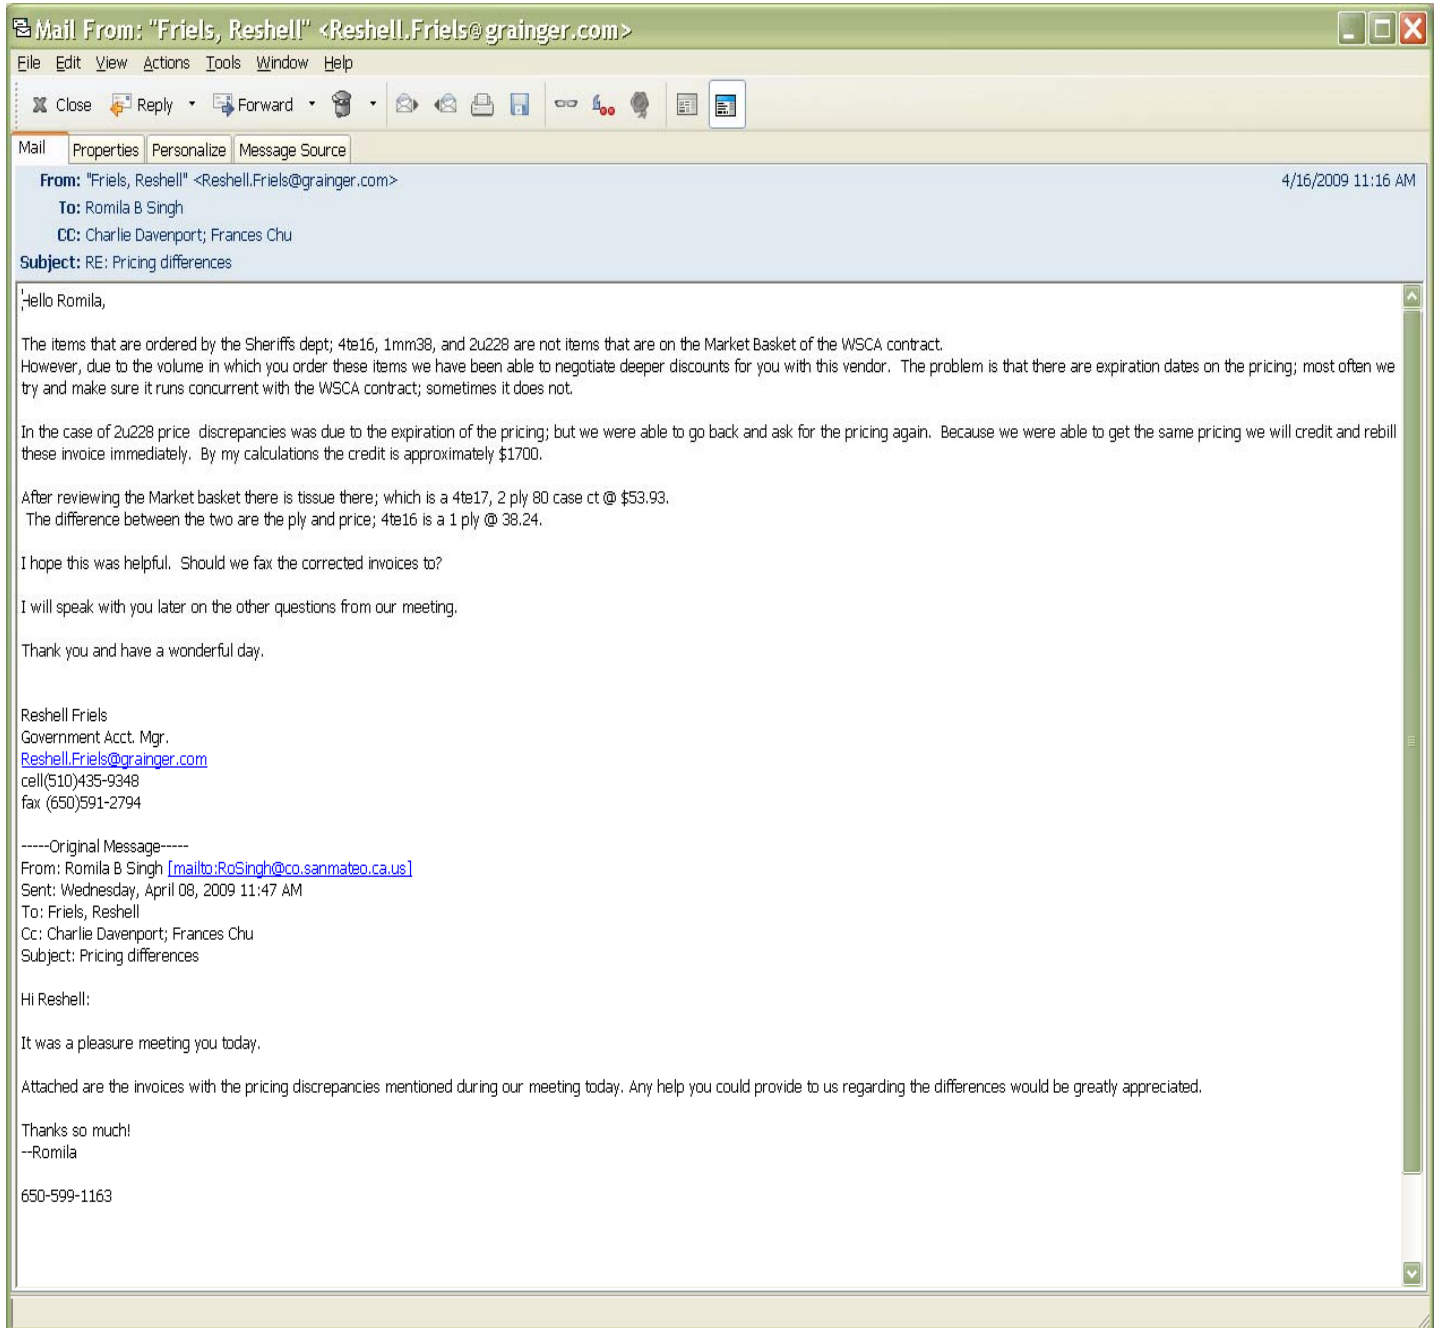 Mail From: "Friels, Reshell" <Reshell.Friels@grainger.com>
File Edit View Actions Tools Window Help
Close Reply Forward
Mail Properties Personalize Message Source
From: "Friels, Reshell" <Reshell.Friels@grainger.com> 4/16/2009 11:16 AM
To: Romila B Singh
CC: Charlie Davenport; Frances Chu
Subject: RE: Pricing differences
Hello Romila,
The items that are ordered by the Sheriffs dept; 4te16, 1mm38, and 2u228 are not items that are on the Market Basket of the WSCA contract.
However, due to the volume in which you order these items we have been able to negotiate deeper discounts for you with this vendor. The problem is that there are expiration dates on the pricing; most often we
try and make sure it runs concurrent with the WSCA contract; sometimes it does not.
In the case of 2u228 price discrepancies was due to the expiration of the pricing; but we were able to go back and ask for the pricing again. Because we were able to get the same pricing we will credit and rebill
these invoice immediately. By my calculations the credit is approximately $1700.
After reviewing the Market basket there is tissue there; which is a 4te17, 2 ply 80 case ct @ $53.93.
The difference between the two are the ply and price; 4te16 is a 1 ply @ 38.24.
I hope this was helpful. Should we fax the corrected invoices to?
I will speak with you later on the other questions from our meeting.
Thank you and have a wonderful day.
Reshell Friels
Government Acct. Mgr.
Reshell.Friels@grainger.com
cell(510)435-9348
fax (650)591-2794
-----Original Message-----
From: Romila B Singh [mailto:RoSingh@co.sanmateo.ca.us]
Sent: Wednesday, April 08, 2009 11:47 AM
To: Friels, Reshell
Cc: Charlie Davenport; Frances Chu
Subject: Pricing differences
Hi Reshell:
It was a pleasure meeting you today.
Attached are the invoices with the pricing discrepancies mentioned during our meeting today. Any help you could provide to us regarding the differences would be greatly appreciated.
Thanks so much!
--Romila
650-599-1163